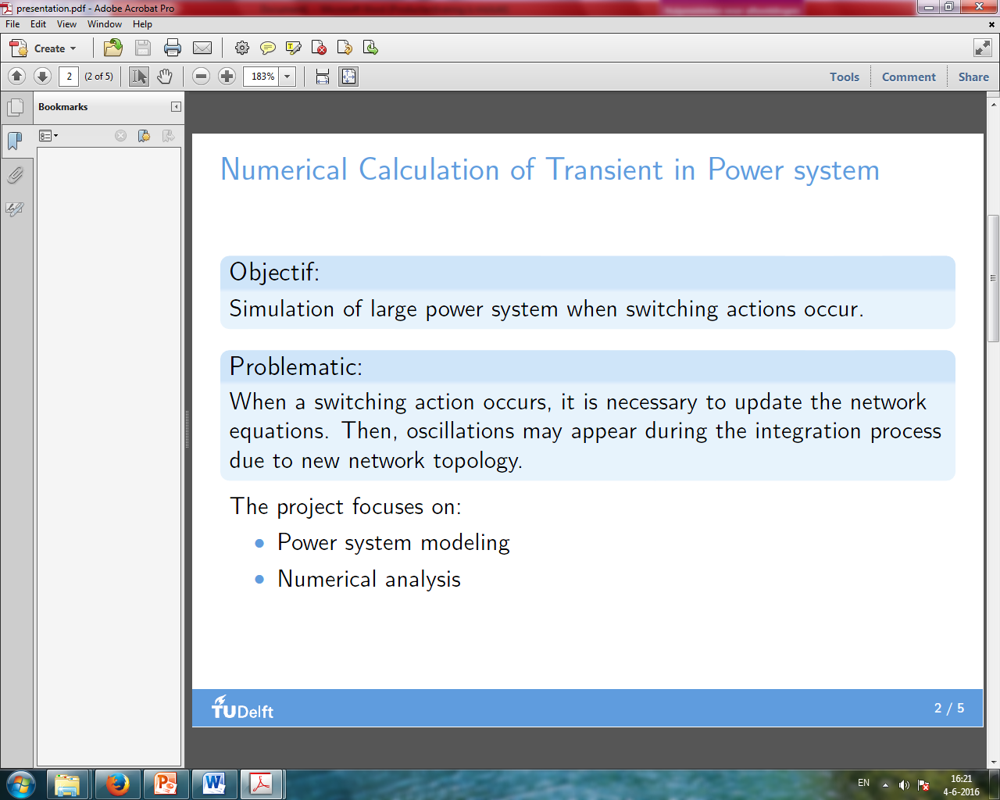 presentation.pdf - Adobe Acrobat Pro
File Edit View Window Help
Create
2 (2 of 5) 183% Tools Comment Share
Bookmarks
Numerical Calculation of Transient in Power system
Objectif:
Simulation of large power system when switching actions occur.
Problematic:
When a switching action occurs, it is necessary to update the network
equations. Then, oscillations may appear during the integration process
due to new network topology.
The project focuses on:
• Power system modeling
• Numerical analysis
TU Delft 2 / 5
EN 16:21
4-6-2016